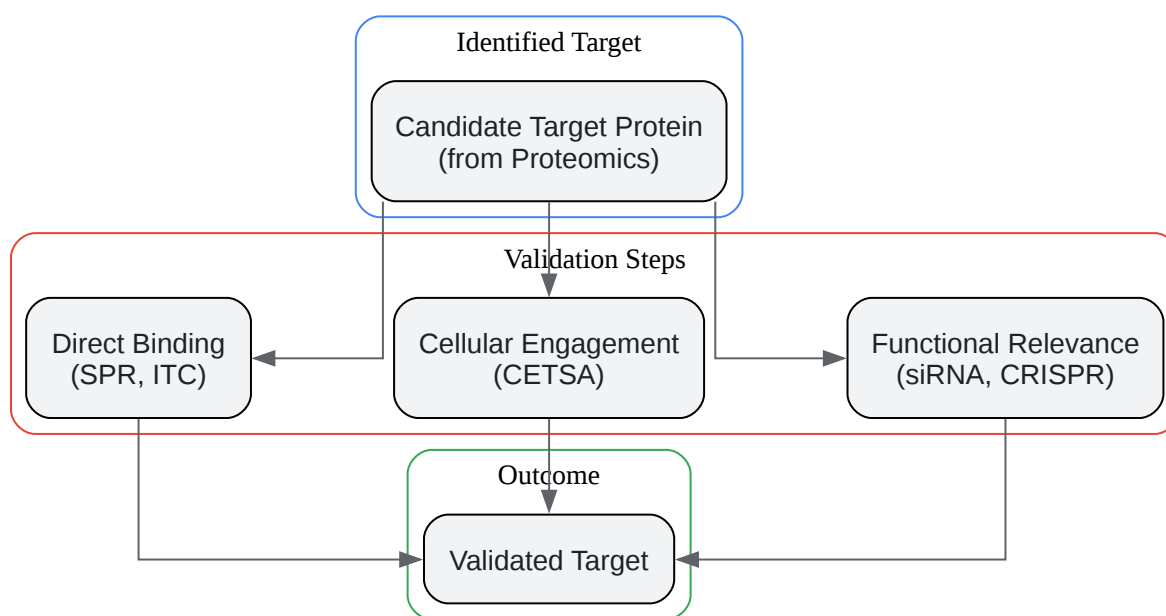 Identified Target
Candidate Target Protein
(from Proteomics)
Validation Steps
Direct Binding
(SPR, ITC)
Cellular Engagement
(CETSA)
Functional Relevance
(siRNA, CRISPR)
Outcome
Validated Target